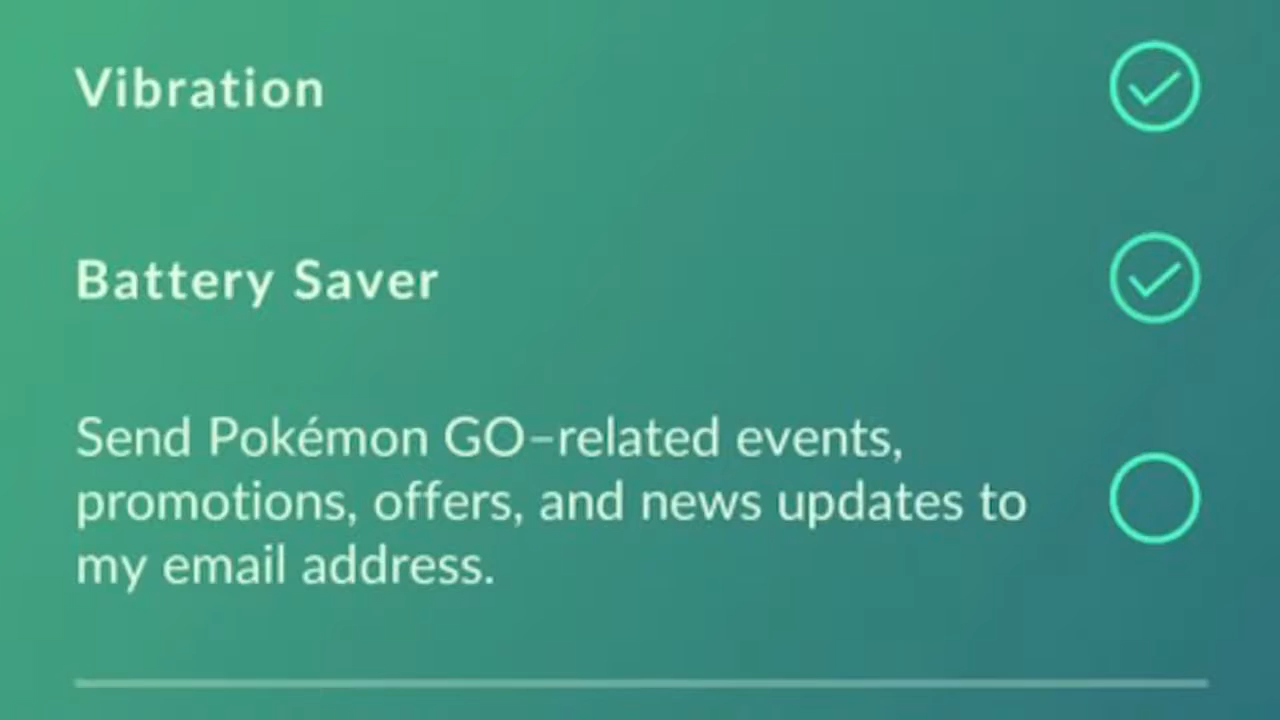 Vibration
Battery Saver
Send Pokémon GO–related events,
promotions, offers, and news updates to
my email address.